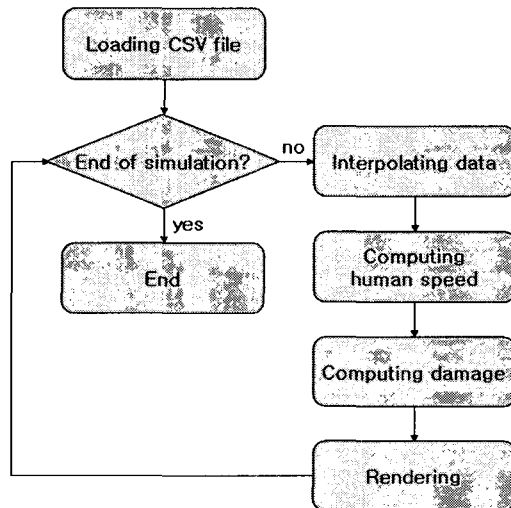 Loading CSV file
End of simulation?
no
Interpolating data
yes
End
Computing
human speed
Computing damage
Rendering